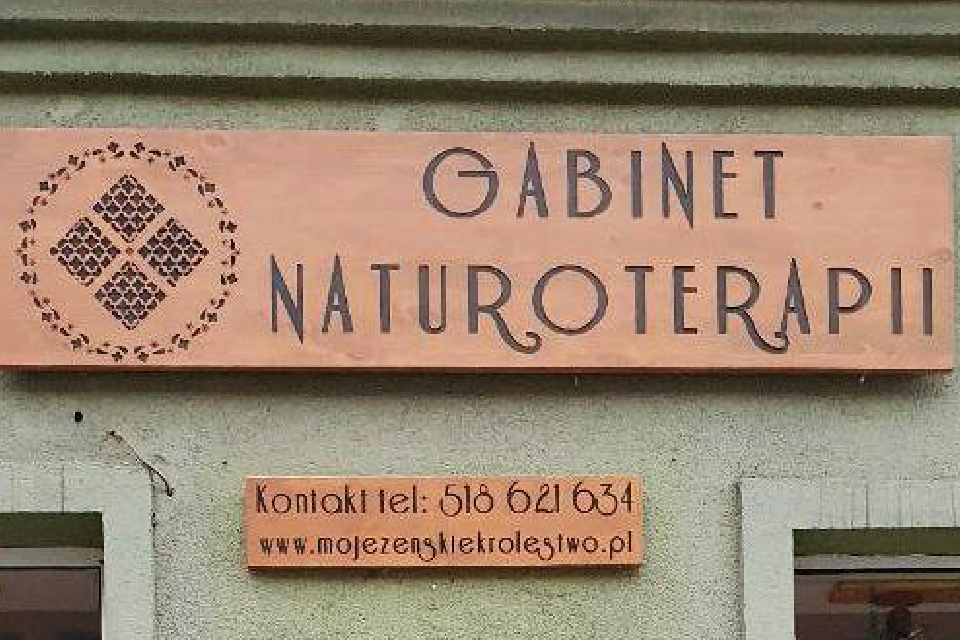 GABINET
NATUROTERAPII
Kontakt tel: 518 621 634
www.mojezenskiekrolestwo.pl